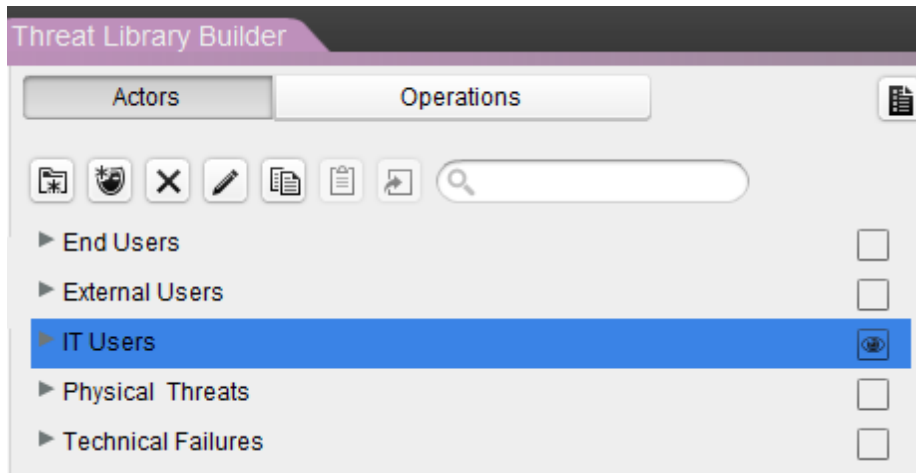 Threat Library Builder
Actors Operations
End Users
External Users
IT Users
Physical Threats
Technical Failures